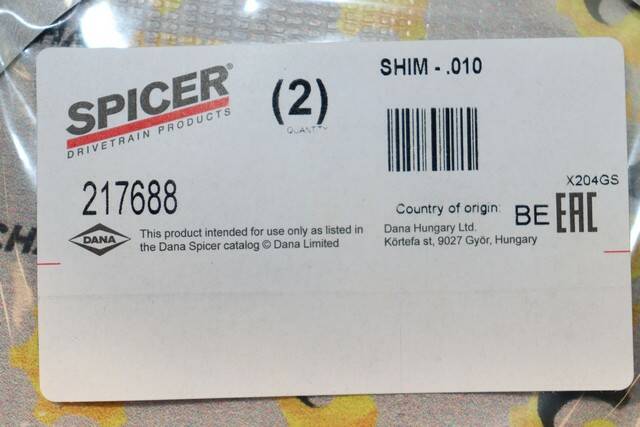 SPICER®
DRIVETRAIN PRODUCTS
(2)
QUANTITY
SHIM - .010
X204GS
217688
Country of origin:
BE EAC
DANA
This product intended for use only as listed in
the Dana Spicer catalog © Dana Limited
Dana Hungary Ltd.
Körtefa st, 9027 Győr, Hungary